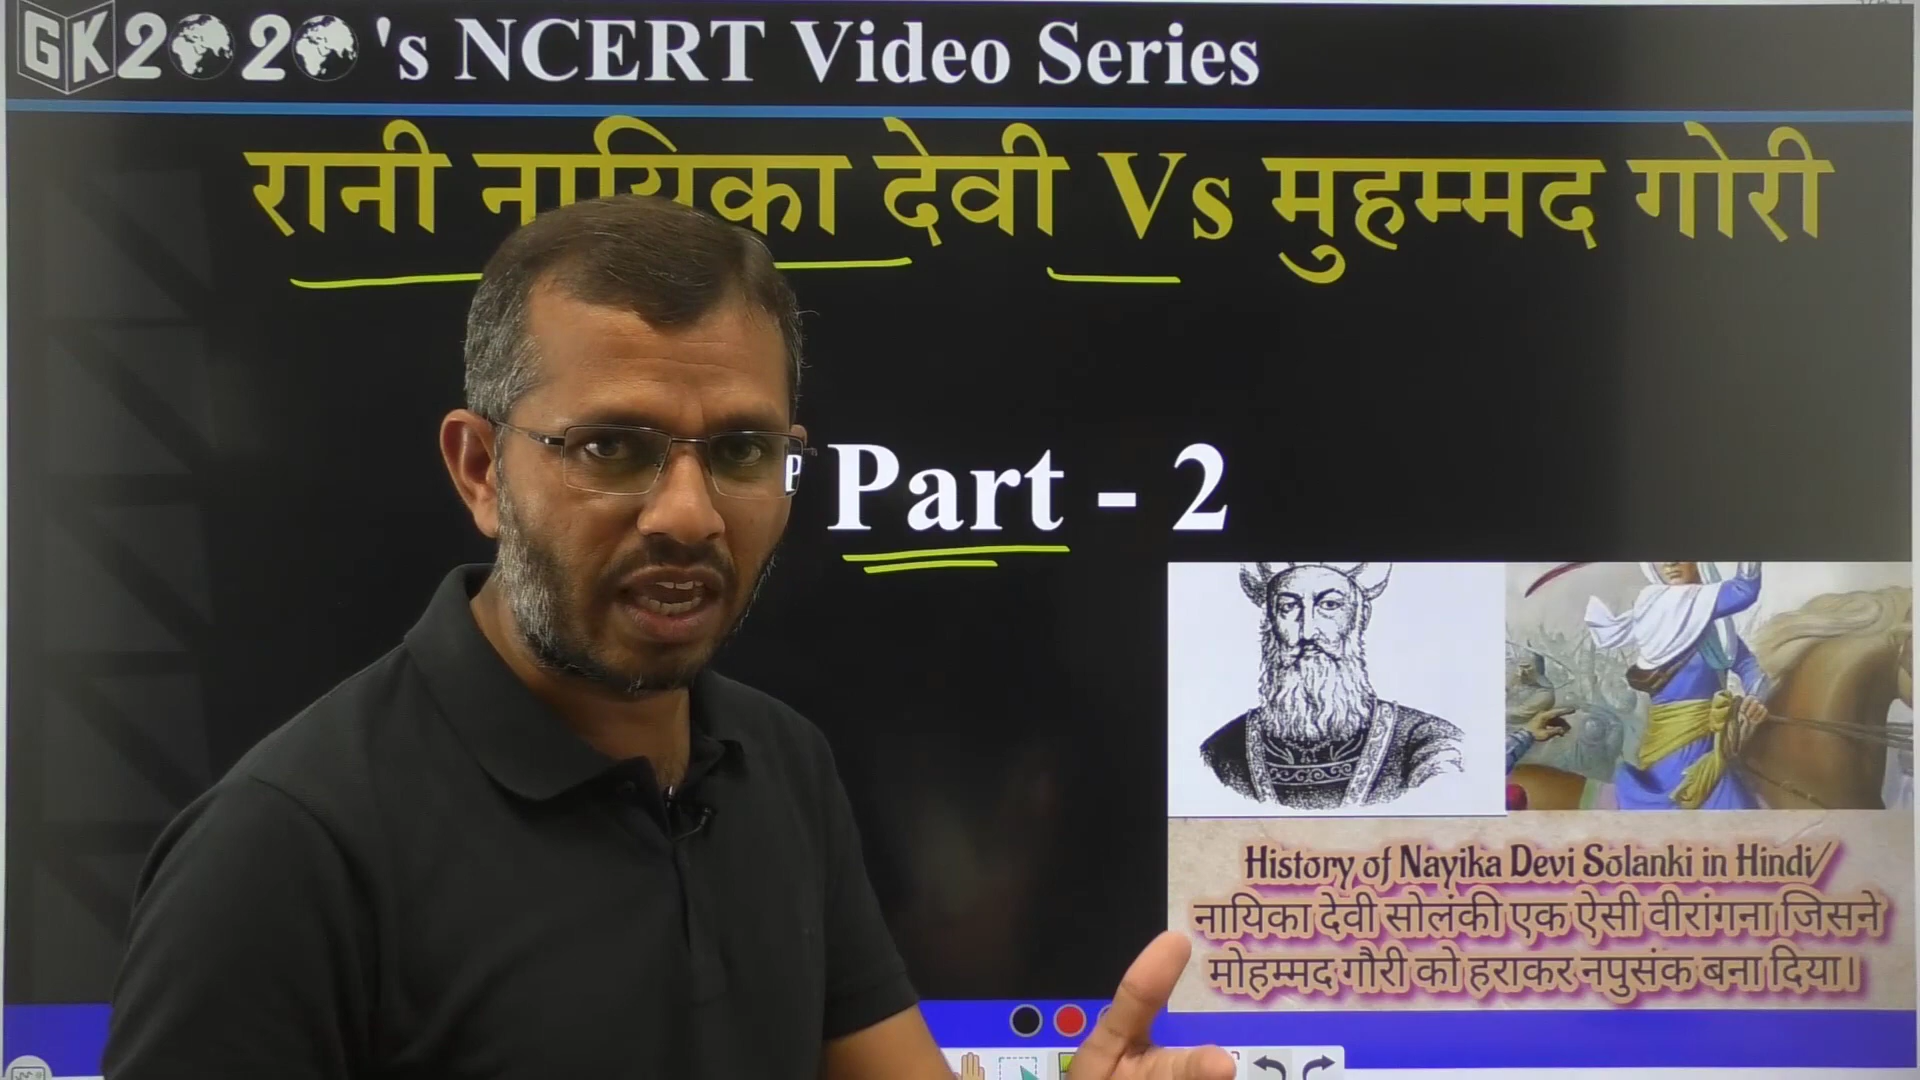 GK2020's NCERT Video Series
रानी नायिका देवी Vs मुहम्मद गोरी
Part - 2
History of Nayika Devi Solanki in Hindi/
नायिका देवी सोलंकी एक ऐसी वीरांगना जिसने
मोहम्मद गौरी को हराकर नपुसंक बना दिया।